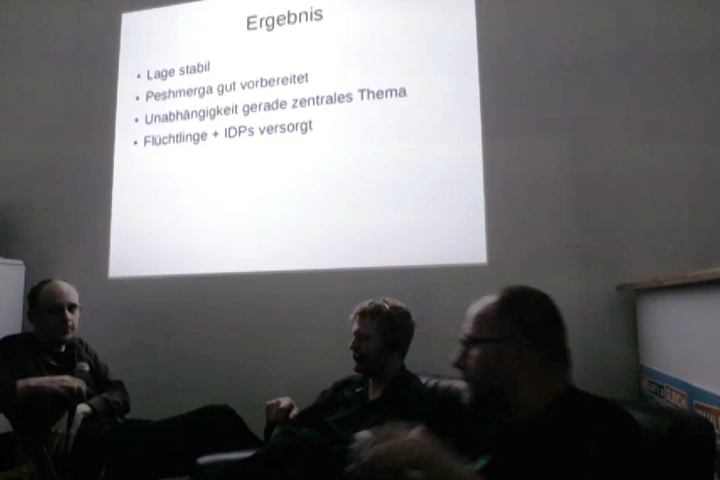 Ergebnis
• Lage stabil
• Peshmerga gut vorbereitet
• Unabhängigkeit gerade zentrales Thema
• Flüchtlinge + IDPs versorgt